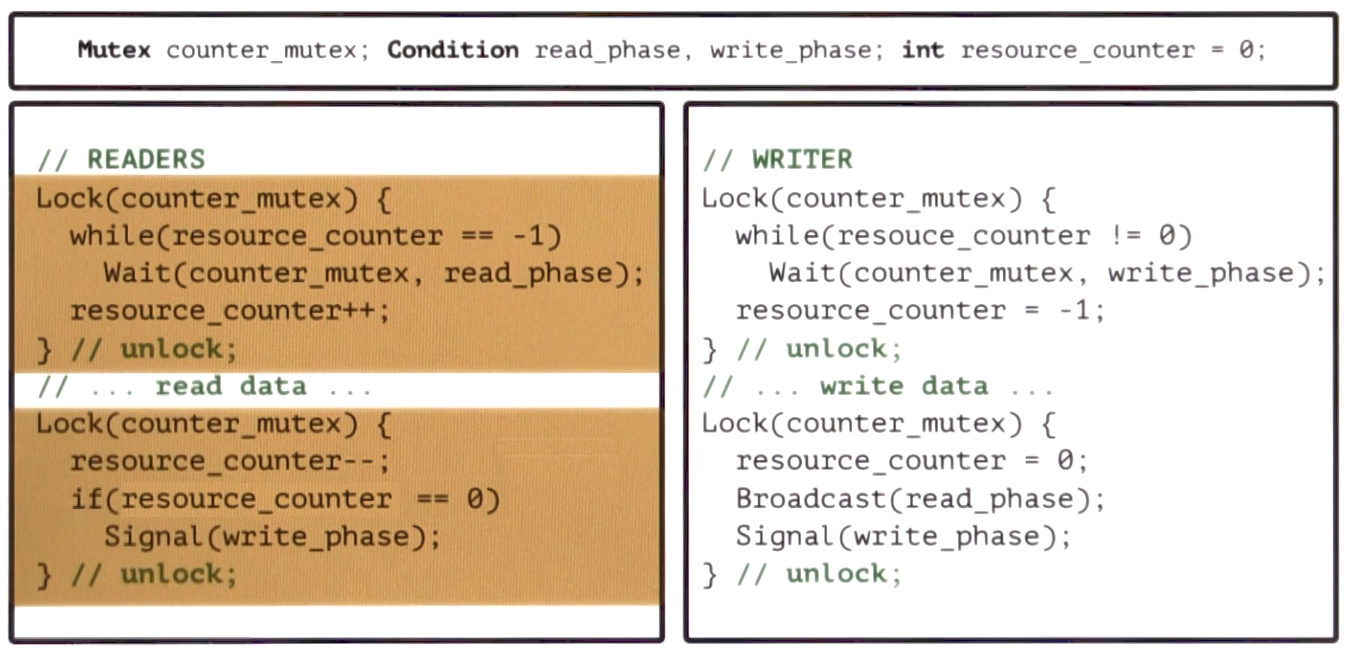 Mutex counter_mutex; Condition read_phase, write_phase; int resource_counter = 0;
// READERS
Lock(counter_mutex) {
while(resource_counter == -1)
Wait(counter_mutex, read_phase);
resource_counter++;
} // unlock;
// ... read data ...
Lock(counter_mutex) {
resource_counter--;
if(resource_counter == 0)
Signal(write_phase);
} // unlock;
// WRITER
Lock(counter_mutex) {
while(resouce_counter != 0)
Wait(counter_mutex, write_phase);
resource_counter = -1;
} // unlock;
// ... write data ...
Lock(counter_mutex) {
resource_counter = 0;
Broadcast(read_phase);
Signal(write_phase);
} // unlock;